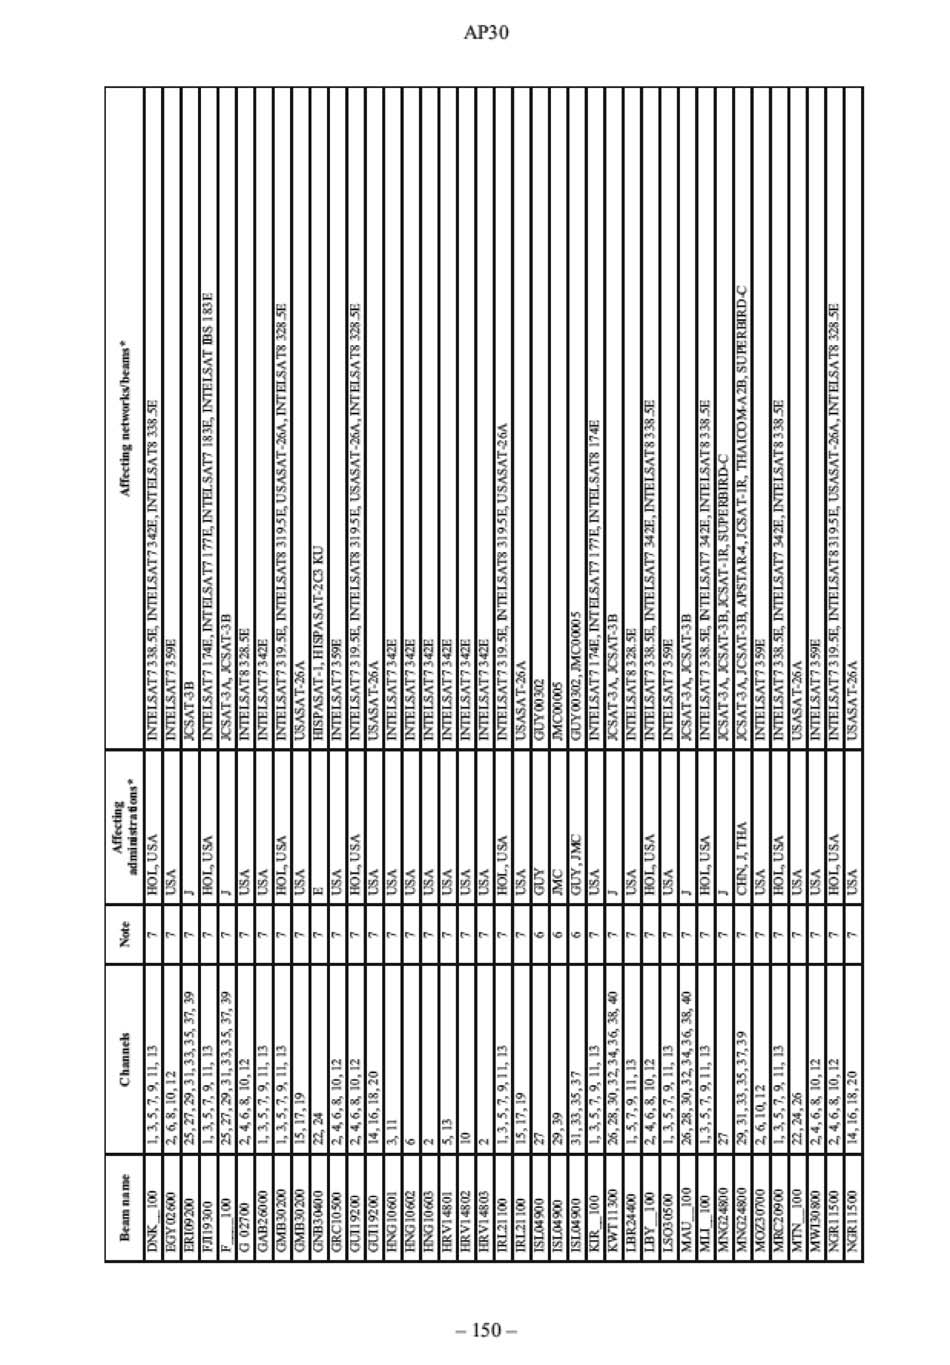 AP30
Beam name Channels Note Affecting administrations* Affecting networks/beams*
DNK__100 1, 3, 5, 7, 9, 11, 13 7 HOL, USA INTELSAT7 338.5E, INTELSAT7 342E, INTELSAT8 338.5E
EGY02600 2, 6, 8, 10, 12 7 USA INTELSAT7 359E
ERI09200 25, 27, 29, 31, 33, 35, 37, 39 7 J JCSAT-3B
FJI19300 1, 3, 5, 7, 9, 11, 13 7 HOL, USA INTELSAT7 174E, INTELSAT7 177E, INTELSAT7 183E, INTELSAT IBS 183E
F____100 25, 27, 29, 31, 33, 35, 37, 39 7 J JCSAT-3A, JCSAT-3B
G 02700 2, 4, 6, 8, 10, 12 7 USA INTELSAT8 328.5E
GAB26000 1, 3, 5, 7, 9, 11, 13 7 USA INTELSAT7 342E
GMB30200 1, 3, 5, 7, 9, 11, 13 7 HOL, USA INTELSAT7 319.5E, INTELSAT8 319.5E, USASAT-26A, INTELSAT8 328.5E
GMB30200 15, 17, 19 7 USA USASAT-26A
GNB30400 22, 24 7 E HISPASAT-1, HISPASAT-2C3 KU
GRC10500 2, 4, 6, 8, 10, 12 7 USA INTELSAT7 359E
GUI19200 2, 4, 6, 8, 10, 12 7 HOL, USA INTELSAT7 319.5E, INTELSAT8 319.5E, USASAT-26A, INTELSAT8 328.5E
GUI19200 14, 16, 18, 20 7 USA USASAT-26A
HNG10601 3, 11 7 USA INTELSAT7 342E
HNG10602 6 7 USA INTELSAT7 342E
HNG10603 2 7 USA INTELSAT7 342E
HRV14801 5, 13 7 USA INTELSAT7 342E
HRV14802 10 7 USA INTELSAT7 342E
HRV14803 2 7 USA INTELSAT7 342E
IRL21100 1, 3, 5, 7, 9, 11, 13 7 HOL, USA INTELSAT7 319.5E, INTELSAT8 319.5E, USASAT-26A
IRL21100 15, 17, 19 7 USA USASAT-26A
ISL04900 27 6 GUY GUY00302
ISL04900 29, 39 6 JMC JMC00005
ISL04900 31, 33, 35, 37 6 GUY, JMC GUY00302, JMC00005
KIR__100 1, 3, 5, 7, 9, 11, 13 7 USA INTELSAT7 174E, INTELSAT7 177E, INTELSAT8 174E
KWT11300 26, 28, 30, 32, 34, 36, 38, 40 7 J JCSAT-3A, JCSAT-3B
LBR24400 1, 5, 7, 9, 11, 13 7 USA INTELSAT8 328.5E
LBY__100 2, 4, 6, 8, 10, 12 7 HOL, USA INTELSAT7 338.5E, INTELSAT7 342E, INTELSAT8 338.5E
LSO30500 1, 3, 5, 7, 9, 11, 13 7 USA INTELSAT7 359E
MAU__100 26, 28, 30, 32, 34, 36, 38, 40 7 J JCSAT-3A, JCSAT-3B
MLI__100 1, 3, 5, 7, 9, 11, 13 7 HOL, USA INTELSAT7 338.5E, INTELSAT7 342E, INTELSAT8 338.5E
MNG24800 27 7 J JCSAT-3A, JCSAT-3B, JCSAT-1R, SUPERBIRD-C
MNG24800 29, 31, 33, 35, 37, 39 7 CHN, J, THA JCSAT-3A, JCSAT-3B, APSTAR-4, JCSAT-1R, THAICOM-A2B, SUPERBIRD-C
MOZ30700 2, 6, 10, 12 7 USA INTELSAT7 359E
MRC20900 1, 3, 5, 7, 9, 11, 13 7 HOL, USA INTELSAT7 338.5E, INTELSAT7 342E, INTELSAT8 338.5E
MTN__100 22, 24, 26 7 USA USASAT-26A
MWI30800 2, 4, 6, 8, 10, 12 7 USA INTELSAT7 359E
NGR11500 2, 4, 6, 8, 10, 12 7 HOL, USA INTELSAT7 319.5E, INTELSAT8 319.5E, USASAT-26A, INTELSAT8 328.5E
NGR11500 14, 16, 18, 20 7 USA USASAT-26A
– 150 –